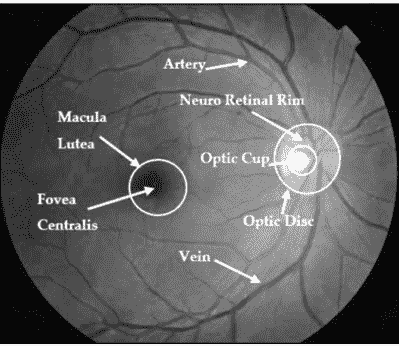 Artery
Neuro Retinal Rim
Macula
Lutea
Optic Cup
Fovea
Centralis
Optic Disc
Vein